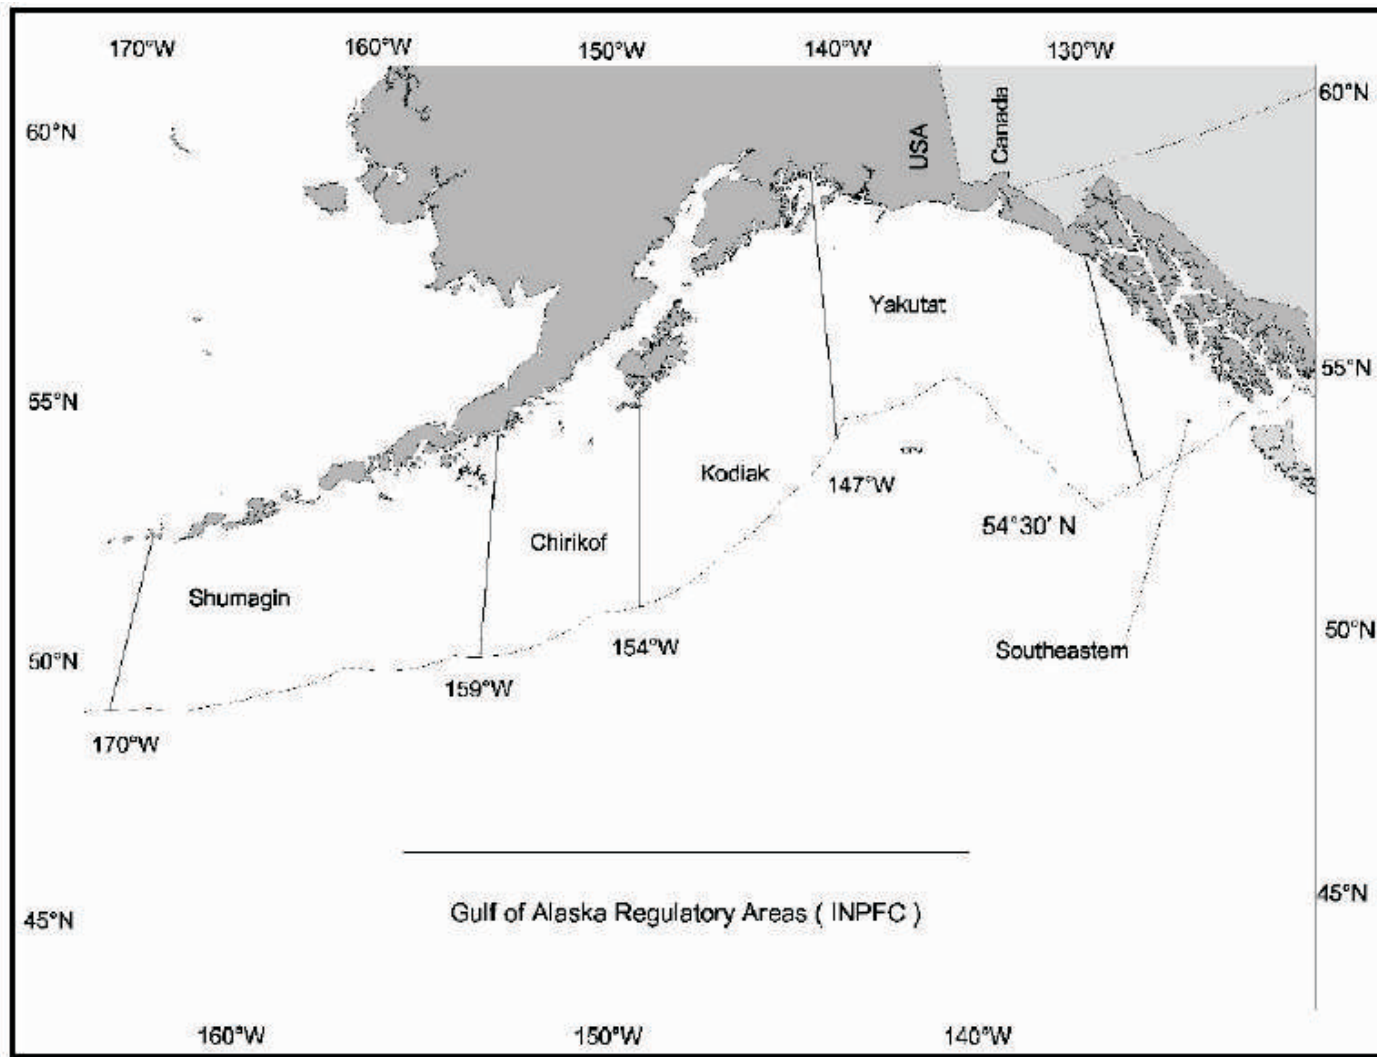 170°W 160°W 150°W 140°W 130°W
60°N
60°N
USA
Canada
Yakutat
55°N
55°N
Kodiak
147°W
54°30' N
Chirikof
Shumagin
50°N
154°W
Southeastern
50°N
159°W
170°W
45°N
Gulf of Alaska Regulatory Areas ( INPFC )
45°N
160°W 150°W 140°W